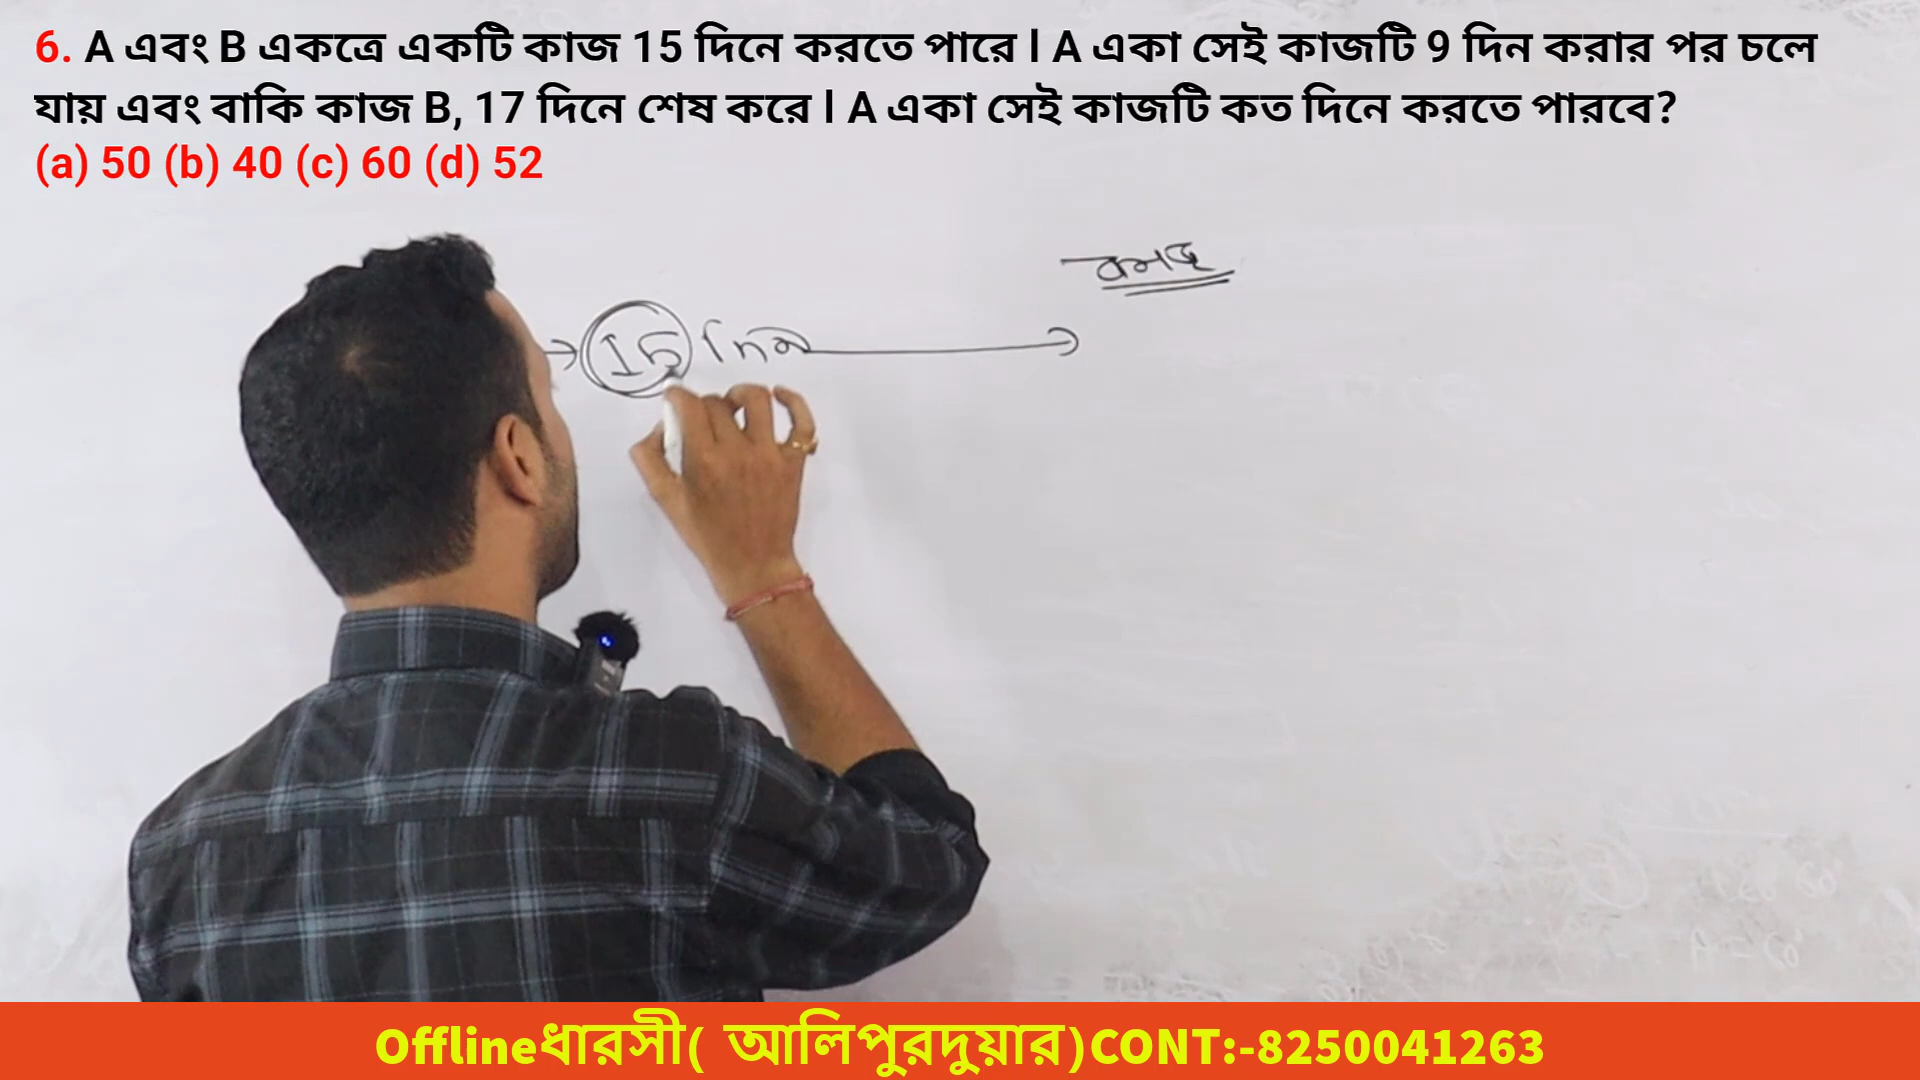 6. A এবং B একত্রে একটি কাজ 15 দিনে করতে পারে l A একা সেই কাজটি 9 দিন করার পর চলে
যায় এবং বাকি কাজ B, 17 দিনে শেষ করে l A একা সেই কাজটি কত দিনে করতে পারবে?
(a) 50 (b) 40 (c) 60 (d) 52
15 দিন
Offlineধারসী( আলিপুরদুয়ার)CONT:-8250041263